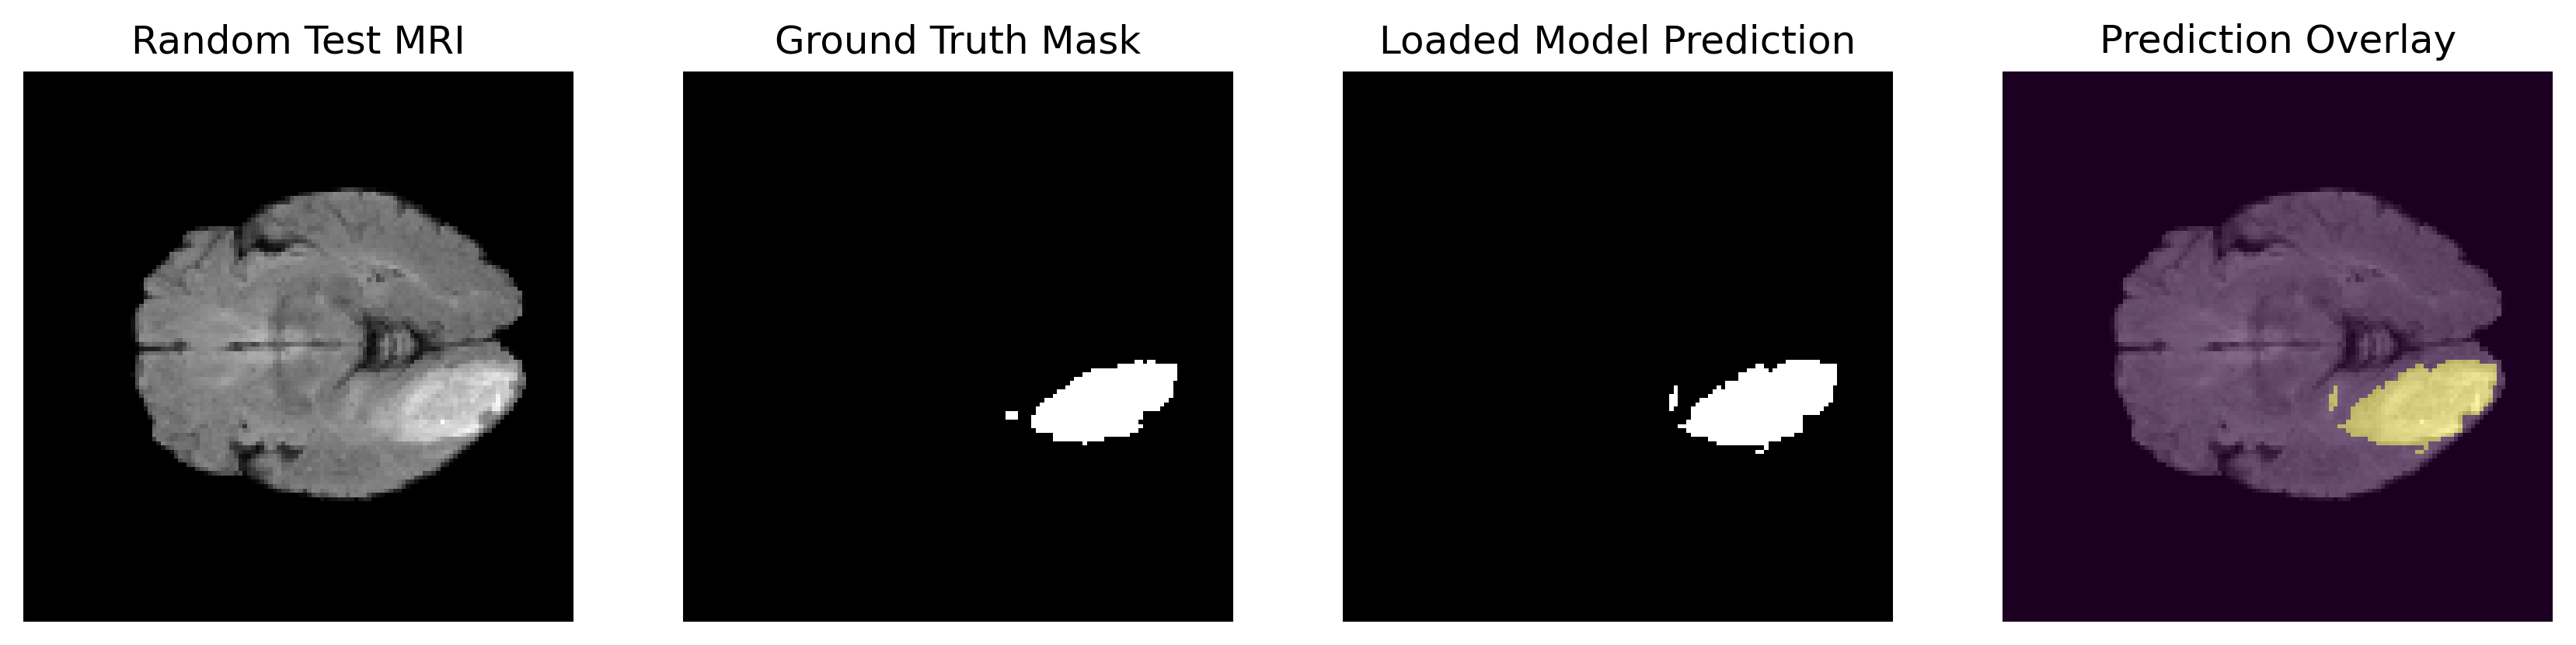 Random Test MRI
Ground Truth Mask
Loaded Model Prediction
Prediction Overlay